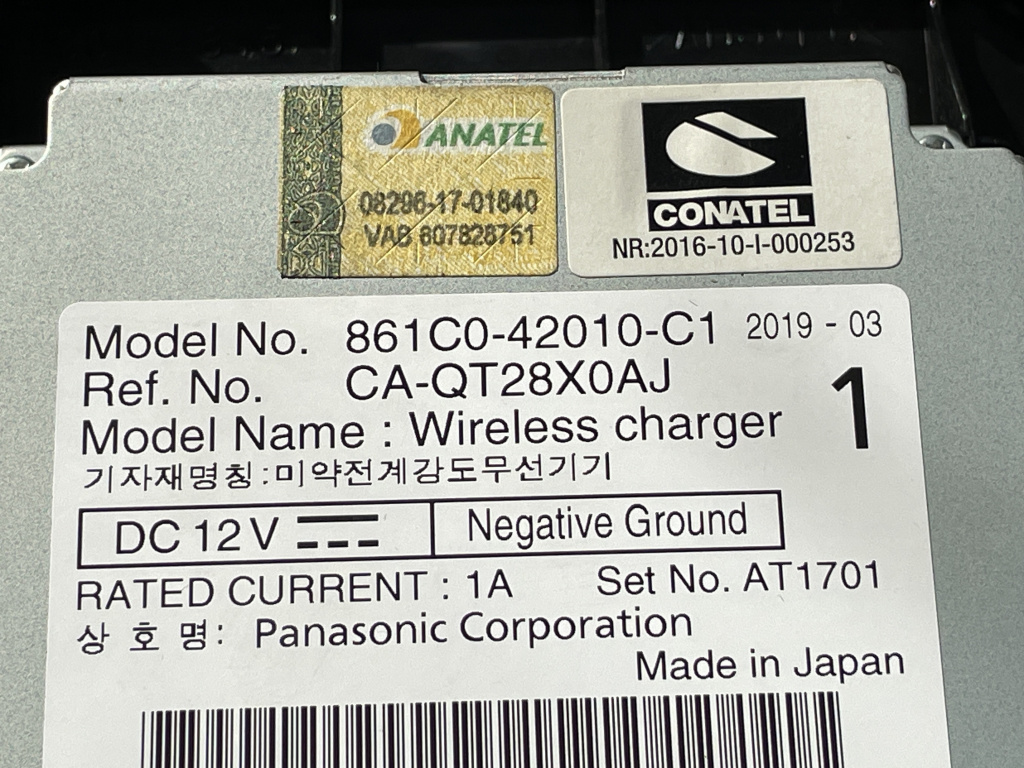 ANATEL
08296-17-01840
VAB 807828751
CONATEL
NR:2016-10-I-000253
Model No. 861C0-42010-C1 2019 - 03
Ref. No. CA-QT28X0AJ
1
Model Name : Wireless charger
기자재명칭:미약전계강도무선기기
DC 12V
Negative Ground
RATED CURRENT : 1A Set No. AT1701
상 호 명: Panasonic Corporation
Made in Japan